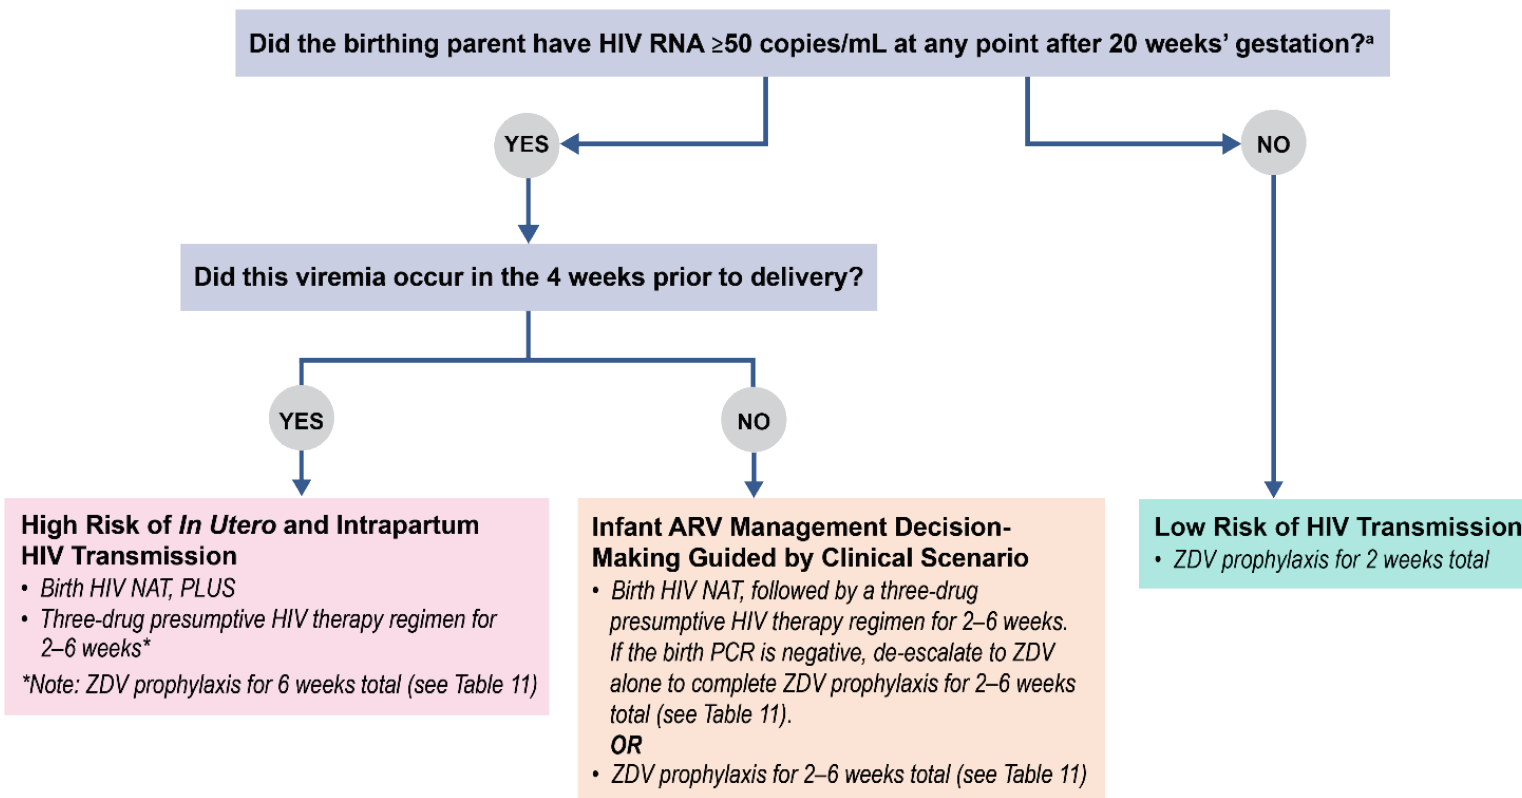 Did the birthing parent have HIV RNA ≥50 copies/mL at any point after 20 weeks’ gestation?ᵃ
YES
NO
Did this viremia occur in the 4 weeks prior to delivery?
YES
NO
High Risk of In Utero and Intrapartum
HIV Transmission
• Birth HIV NAT, PLUS
• Three-drug presumptive HIV therapy regimen for
2–6 weeks*
*Note: ZDV prophylaxis for 6 weeks total (see Table 11)
Infant ARV Management Decision-
Making Guided by Clinical Scenario
• Birth HIV NAT, followed by a three-drug
presumptive HIV therapy regimen for 2–6 weeks.
If the birth PCR is negative, de-escalate to ZDV
alone to complete ZDV prophylaxis for 2–6 weeks
total (see Table 11).
OR
• ZDV prophylaxis for 2–6 weeks total (see Table 11)
Low Risk of HIV Transmission
• ZDV prophylaxis for 2 weeks total